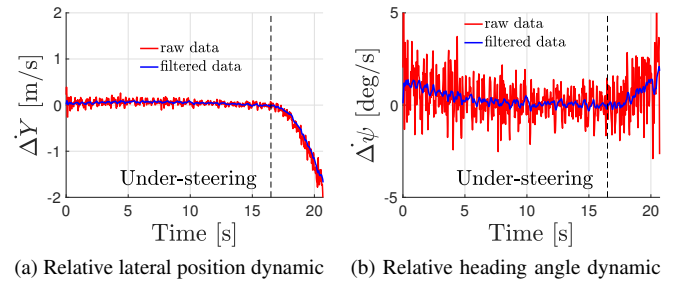 2
1
0
-1
-2
ΔẎ [m/s]
raw data
filtered data
Under-steering
0 5 10 15 20
Time [s]
(a) Relative lateral position dynamic
5
0
-5
Δψ̇ [deg/s]
raw data
filtered data
Under-steering
0 5 10 15 20
Time [s]
(b) Relative heading angle dynamic